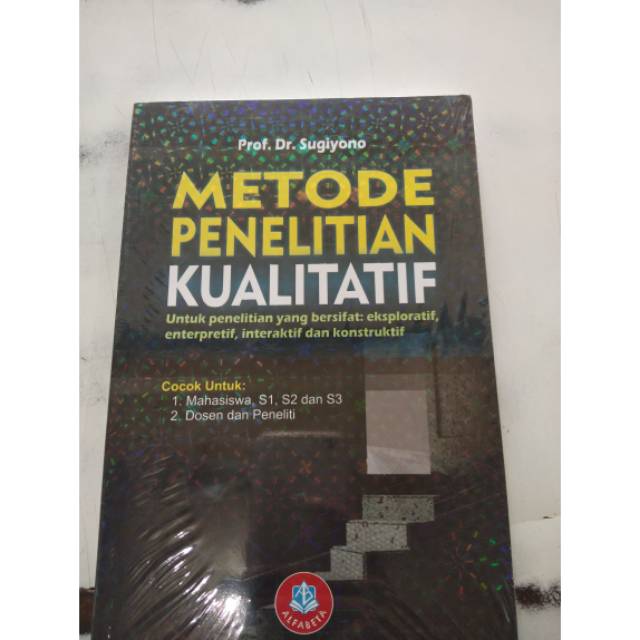 Prof. Dr. Sugiyono
METODE
PENELITIAN
KUALITATIF
Untuk penelitian yang bersifat: eksploratif,
enterpretif, interaktif dan konstruktif
Cocok Untuk:
1. Mahasiswa, S1, S2 dan S3
2. Dosen dan Peneliti
ALFABETA